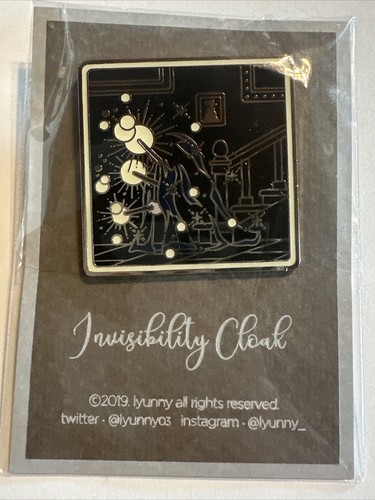 Invisibility Cloak
©2019. lyunny all rights reserved.
twitter · @lyunny03 instagram · @lyunny_